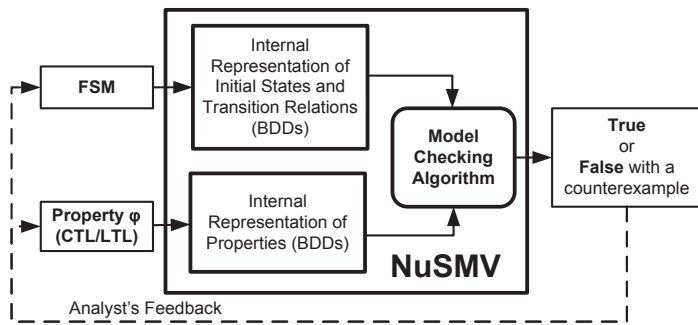 FSM
Internal
Representation of
Initial States and
Transition Relations
(BDDs)
Model
Checking
Algorithm
True
or
False with a
counterexample
Property φ
(CTL/LTL)
Internal
Representation of
Properties (BDDs)
NuSMV
Analyst's Feedback